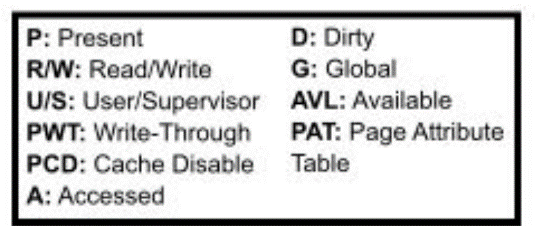 P: Present
R/W: Read/Write
U/S: User/Supervisor
PWT: Write-Through
PCD: Cache Disable
A: Accessed
D: Dirty
G: Global
AVL: Available
PAT: Page Attribute
Table